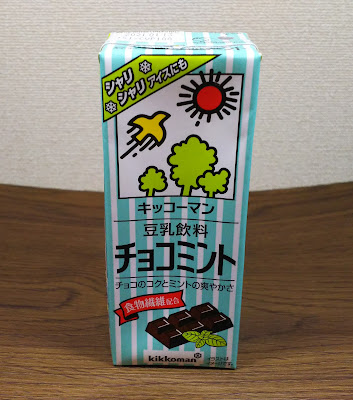 シャリ
シャリ アイスにも
キッコーマン
豆乳飲料
チョコミント
チョコのコクとミントの爽やかさ
食物繊維配合
kikkoman®